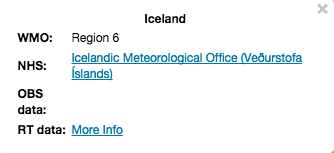 Iceland
WMO: Region 6
NHS: Icelandic Meteorological Office (Veðurstofa
Íslands)
OBS
data:
RT data: More Info